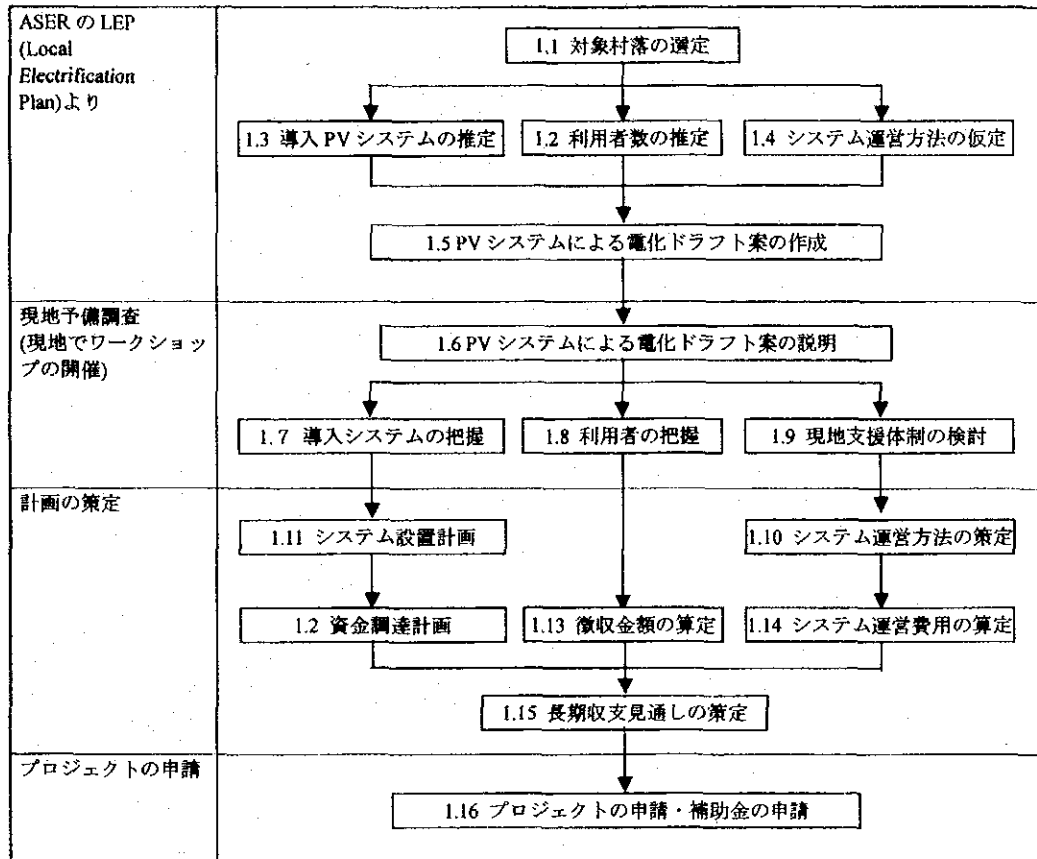 ASER の LEP
(Local
Electrification
Plan)より
1.1 対象村落の選定
1.3 導入 PV システムの推定
1.2 利用者数の推定
1.4 システム運営方法の仮定
1.5 PV システムによる電化ドラフト案の作成
現地予備調査
(現地でワークショッ
プの開催)
1.6 PV システムによる電化ドラフト案の説明
1.7 導入システムの把握
1.8 利用者の把握
1.9 現地支援体制の検討
計画の策定
1.11 システム設置計画
1.10 システム運営方法の策定
1.2 資金調達計画
1.13 徴収金額の算定
1.14 システム運営費用の算定
1.15 長期収支見通しの策定
プロジェクトの申請
1.16 プロジェクトの申請・補助金の申請